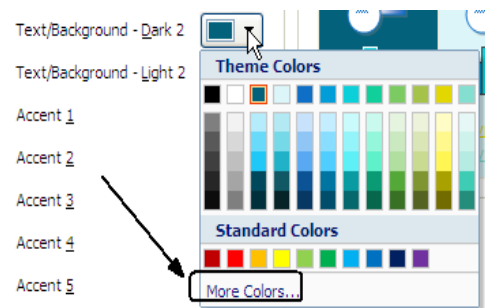 Text/Background - Dark 2
Text/Background - Light 2
Accent 1
Accent 2
Accent 3
Accent 4
Accent 5
Theme Colors
Standard Colors
More Colors...